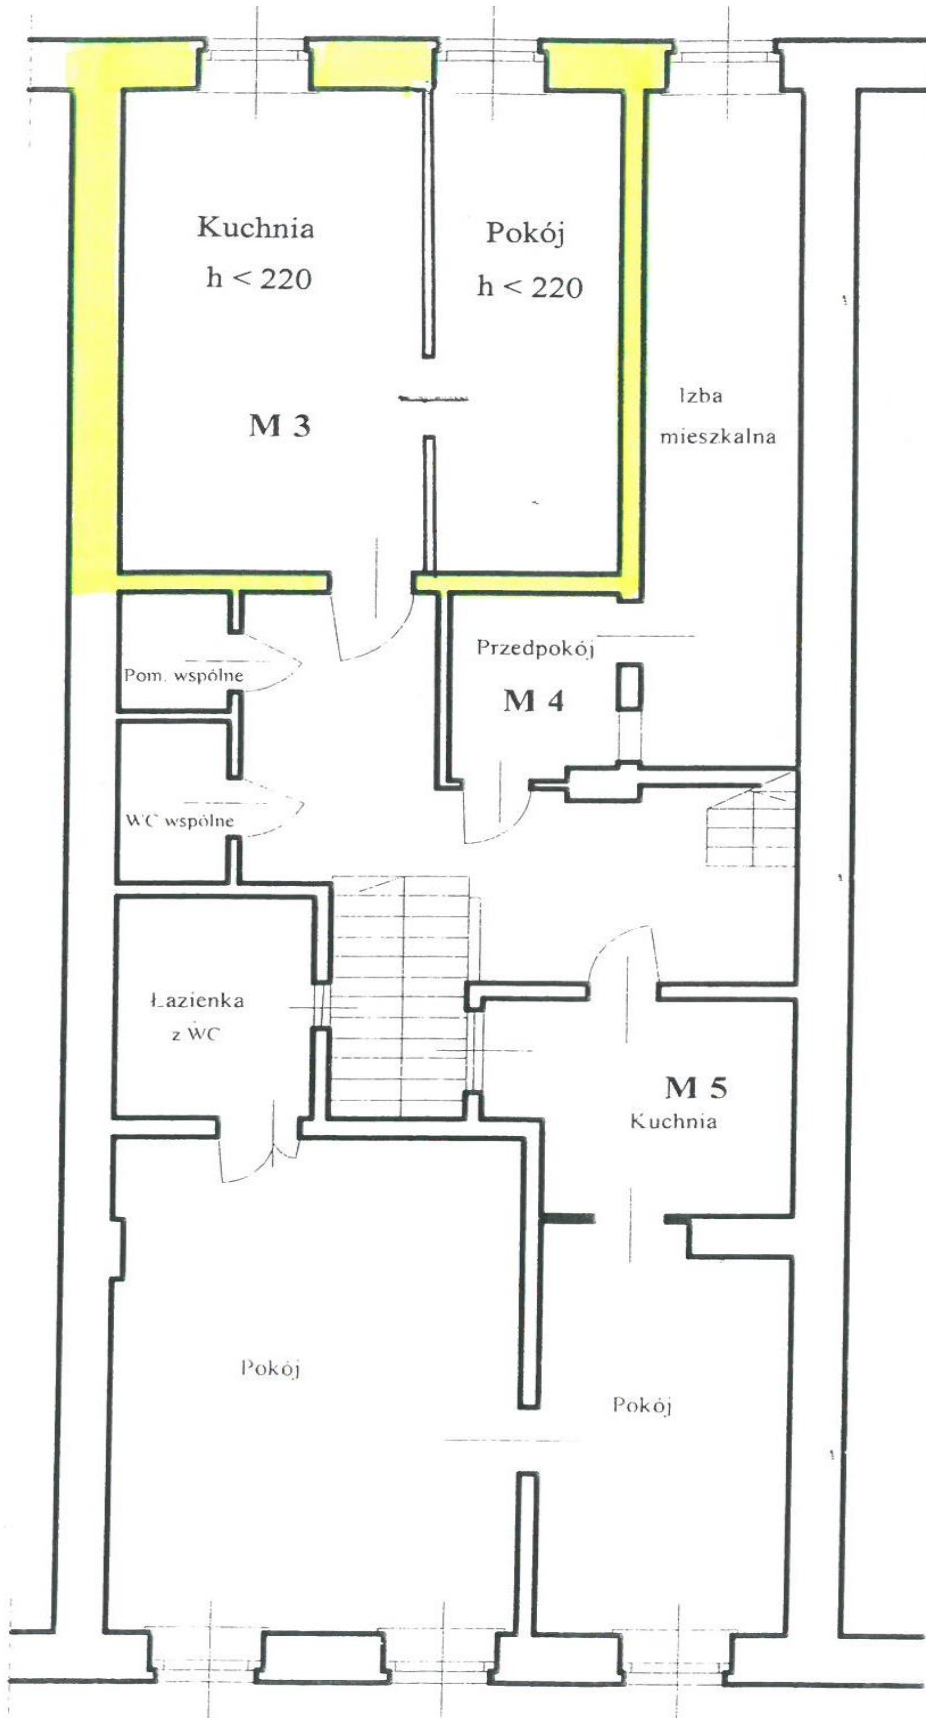 Kuchnia
h < 220
Pokój
h < 220
M 3
Izba
mieszkalna
Przedpokój
M 4
Pom. wspólne
WC wspólne
Łazienka
z WC
M 5
Kuchnia
Pokój
Pokój